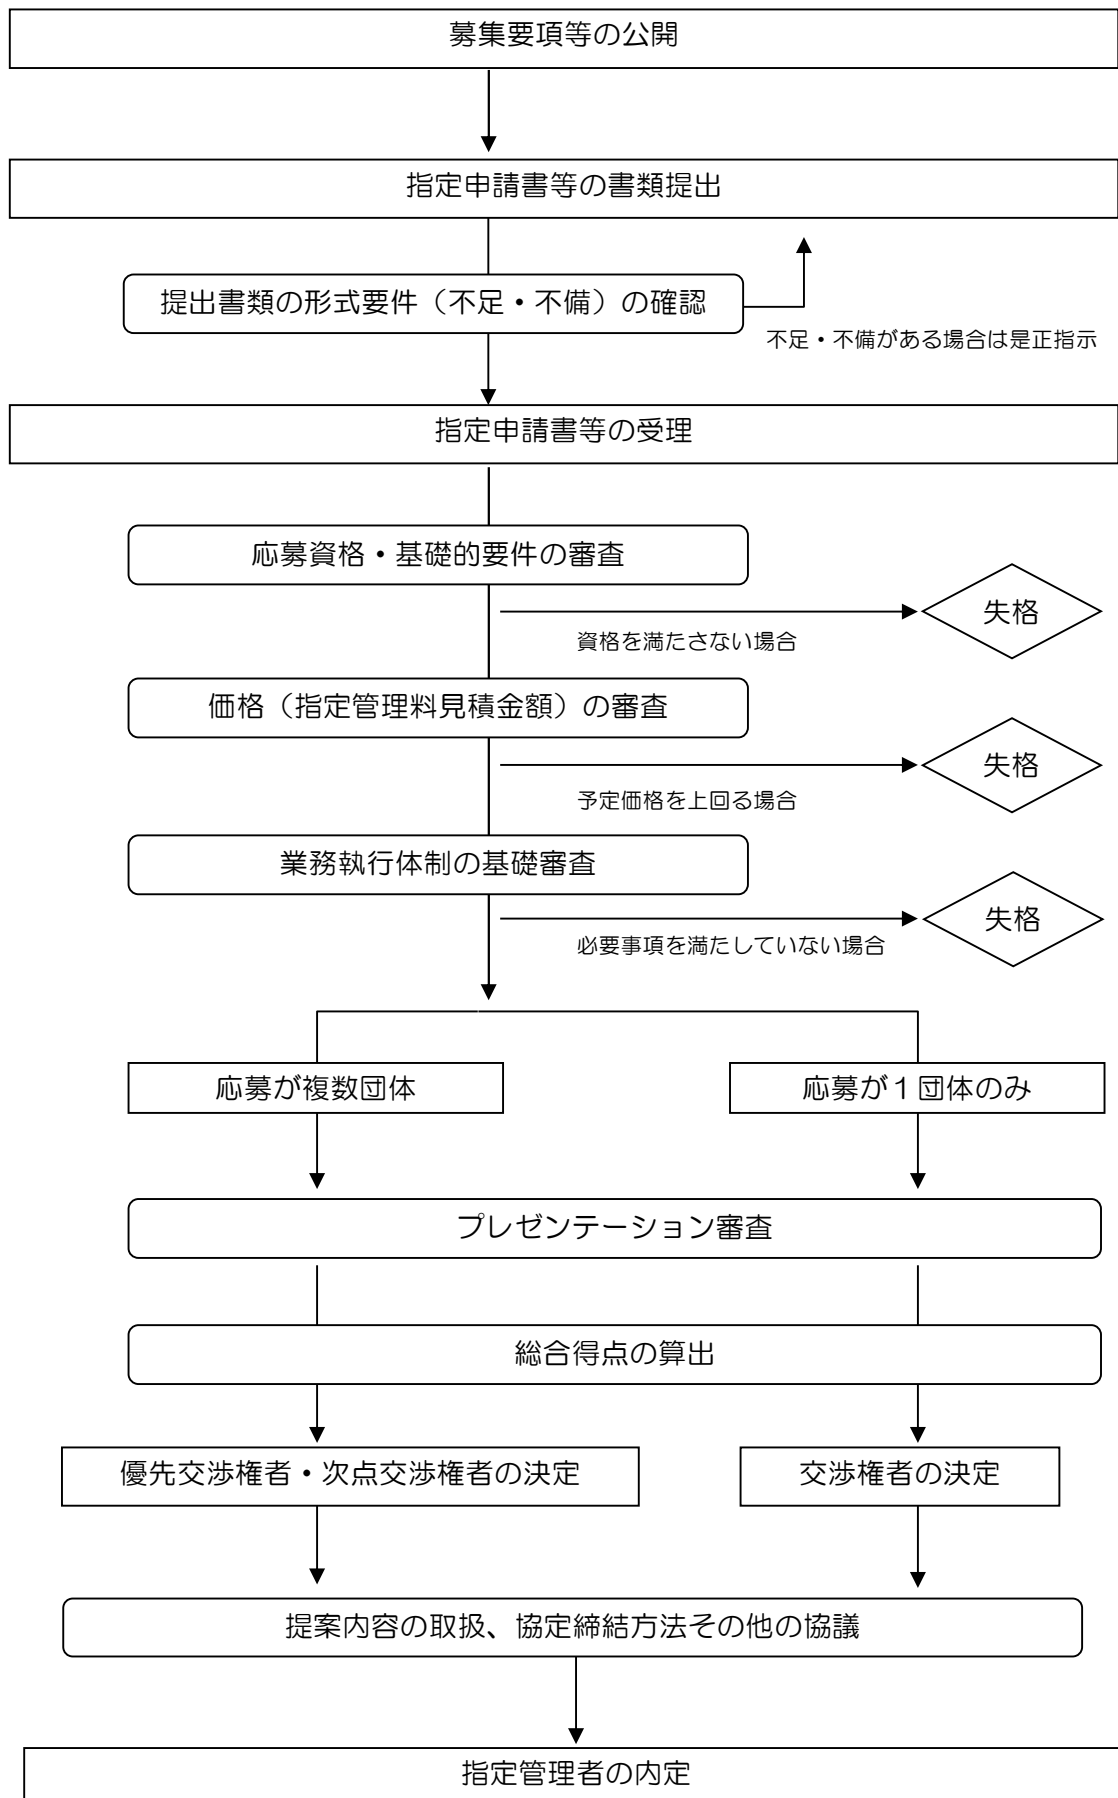 募集要項等の公開
指定申請書等の書類提出
提出書類の形式要件（不足・不備）の確認
不足・不備がある場合は是正指示
指定申請書等の受理
応募資格・基礎的要件の審査
失格
資格を満たさない場合
価格（指定管理料見積金額）の審査
失格
予定価格を上回る場合
業務執行体制の基礎審査
失格
必要事項を満たしていない場合
応募が複数団体
応募が１団体のみ
プレゼンテーション審査
総合得点の算出
優先交渉権者・次点交渉権者の決定
交渉権者の決定
提案内容の取扱、協定締結方法その他の協議
指定管理者の内定